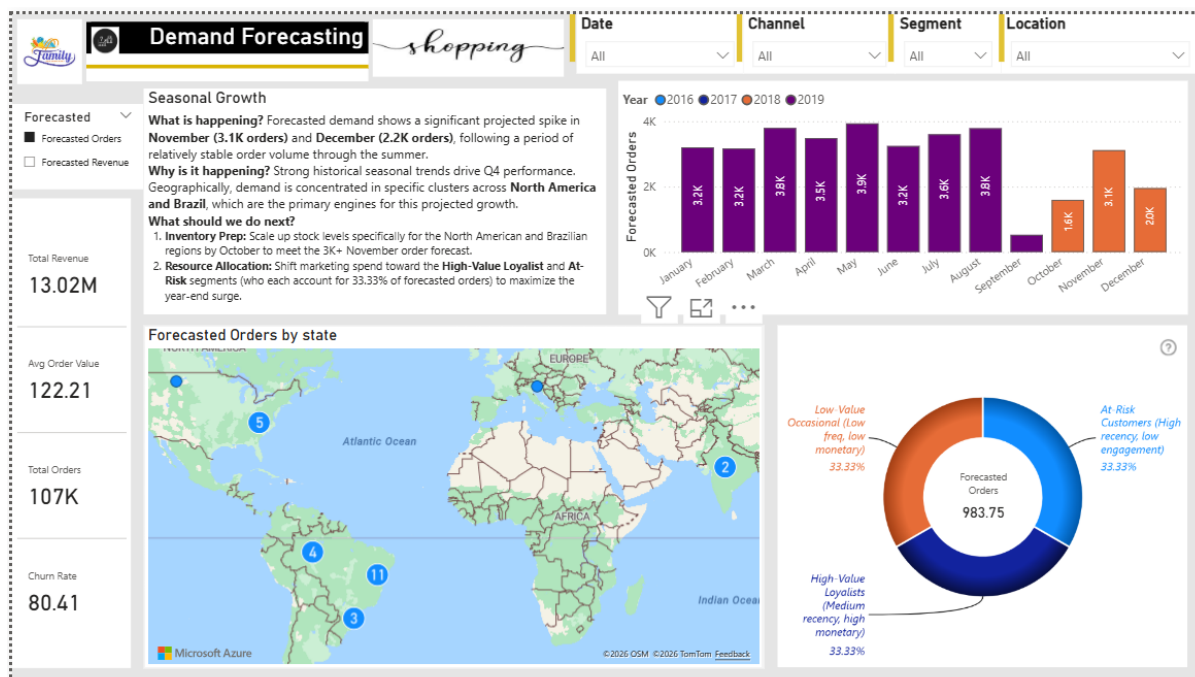 Family
Demand Forecasting
shopping
Date
All
Channel
All
Segment
All
Location
All
Forecasted
Forecasted Orders
Forecasted Revenue
Total Revenue
13.02M
Avg Order Value
122.21
Total Orders
107K
Churn Rate
80.41
Seasonal Growth
What is happening? Forecasted demand shows a significant projected spike in
November (3.1K orders) and December (2.2K orders), following a period of
relatively stable order volume through the summer.
Why is it happening? Strong historical seasonal trends drive Q4 performance.
Geographically, demand is concentrated in specific clusters across North America
and Brazil, which are the primary engines for this projected growth.
What should we do next?
1. Inventory Prep: Scale up stock levels specifically for the North American and Brazilian
regions by October to meet the 3K+ November order forecast.
2. Resource Allocation: Shift marketing spend toward the High-Value Loyalist and At-
Risk segments (who each account for 33.33% of forecasted orders) to maximize the
year-end surge.
Year 2016 2017 2018 2019
Forecasted Orders
4K
2K
0K
3.2K
3.2K
3.8K
3.5K
3.9K
3.2K
3.6K
3.8K
1.6K
3.1K
2.0K
January
February
March
April
May
June
July
August
September
October
November
December
Forecasted Orders by state
NORTH AMERICA
EUROPE
5
Atlantic Ocean
2
AFRICA
4
11
3
Indian Ocean
Microsoft Azure
©2026 OSM ©2026 TomTom Feedback
Low-Value
Occasional (Low
freq, low
monetary)
33.33%
At-Risk
Customers (High
recency, low
engagement)
33.33%
Forecasted
Orders
983.75
High-Value
Loyalists
(Medium
recency, high
monetary)
33.33%